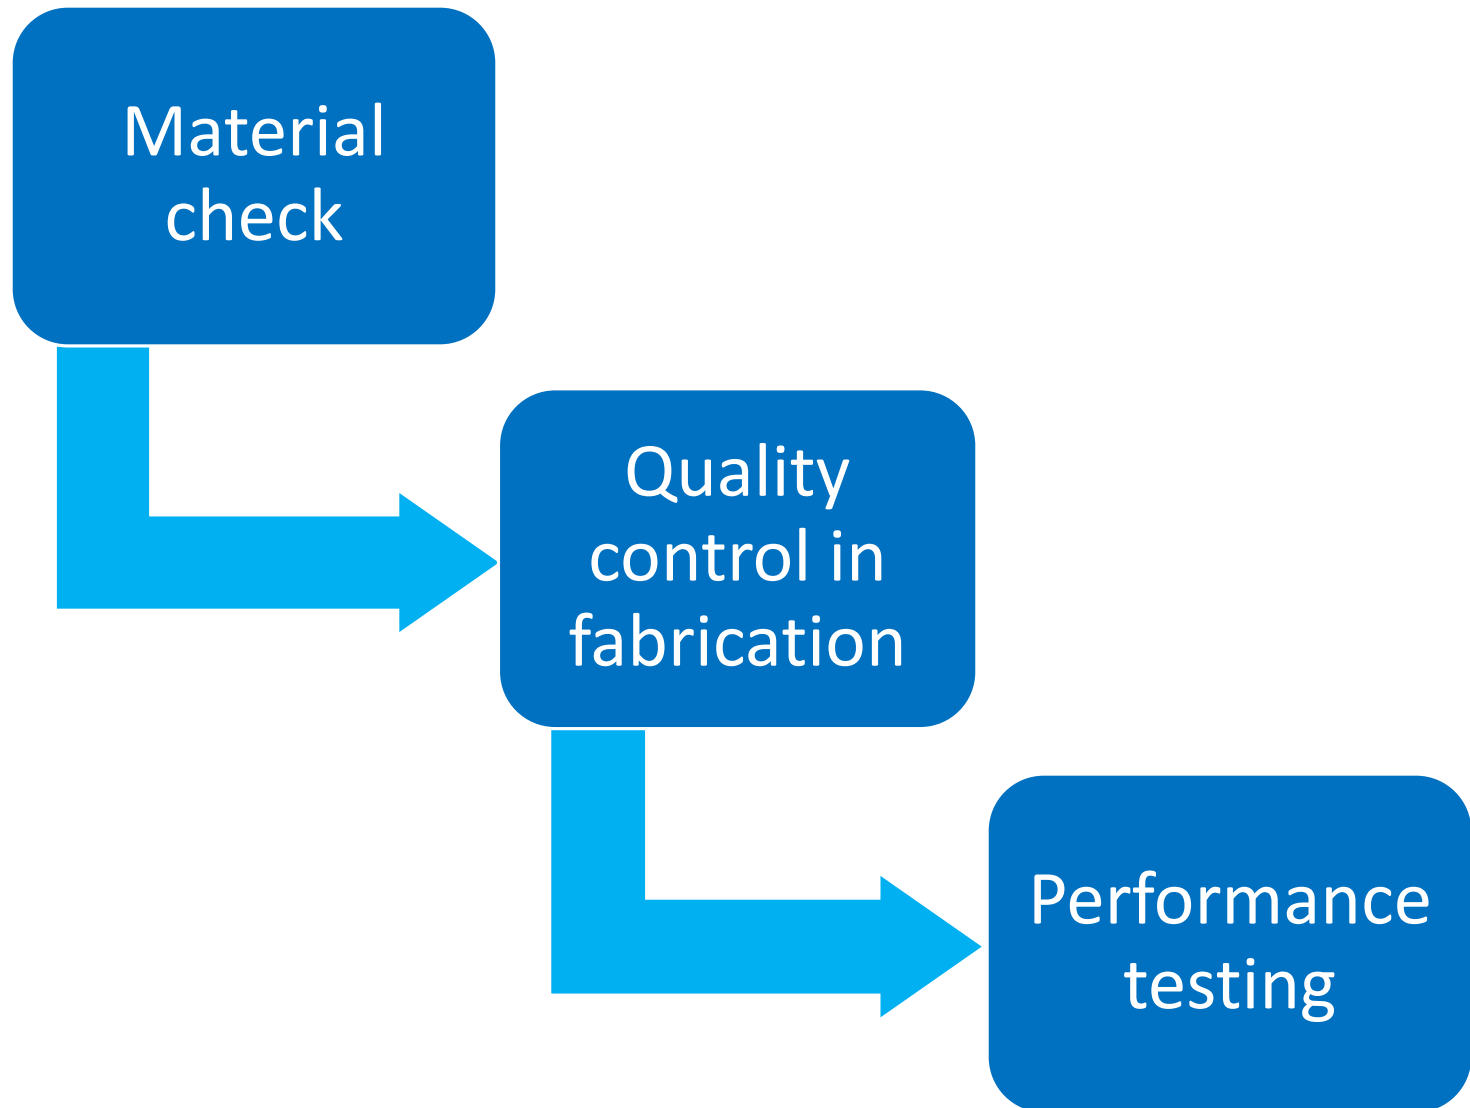 Material
check
Quality
control in
fabrication
Performance
testing